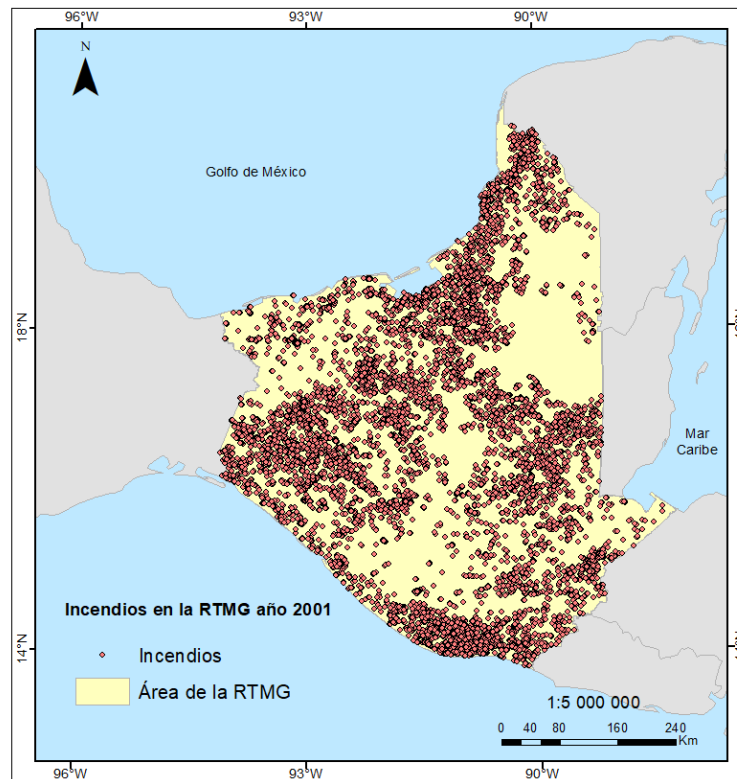 96°W 93°W 90°W
N
Golfo de México
18°N
Mar
Caribe
Incendios en la RTMG año 2001
Incendios
Área de la RTMG
14°N
1:5 000 000
0 40 80 160 240
Km
96°W 93°W 90°W